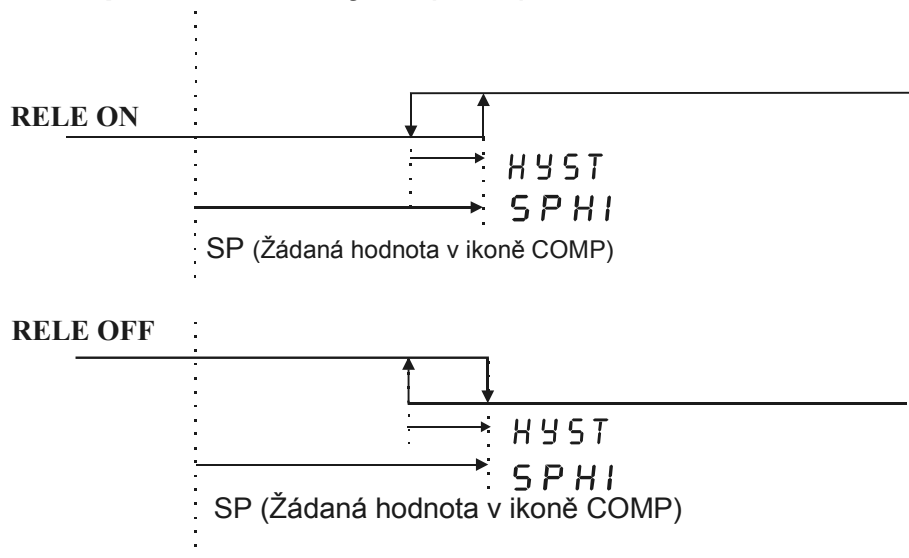 RELE ON
HYST
SPHI
SP (Žádaná hodnota v ikoně COMP)
RELE OFF
HYST
SPHI
SP (Žádaná hodnota v ikoně COMP)